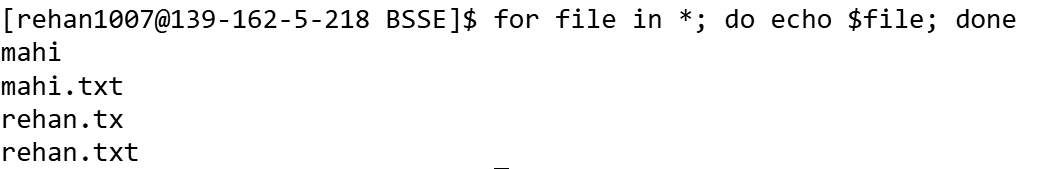 [rehan1007@139-162-5-218 BSSE]$ for file in *; do echo $file; done
mahi
mahi.txt
rehan.tx
rehan.txt